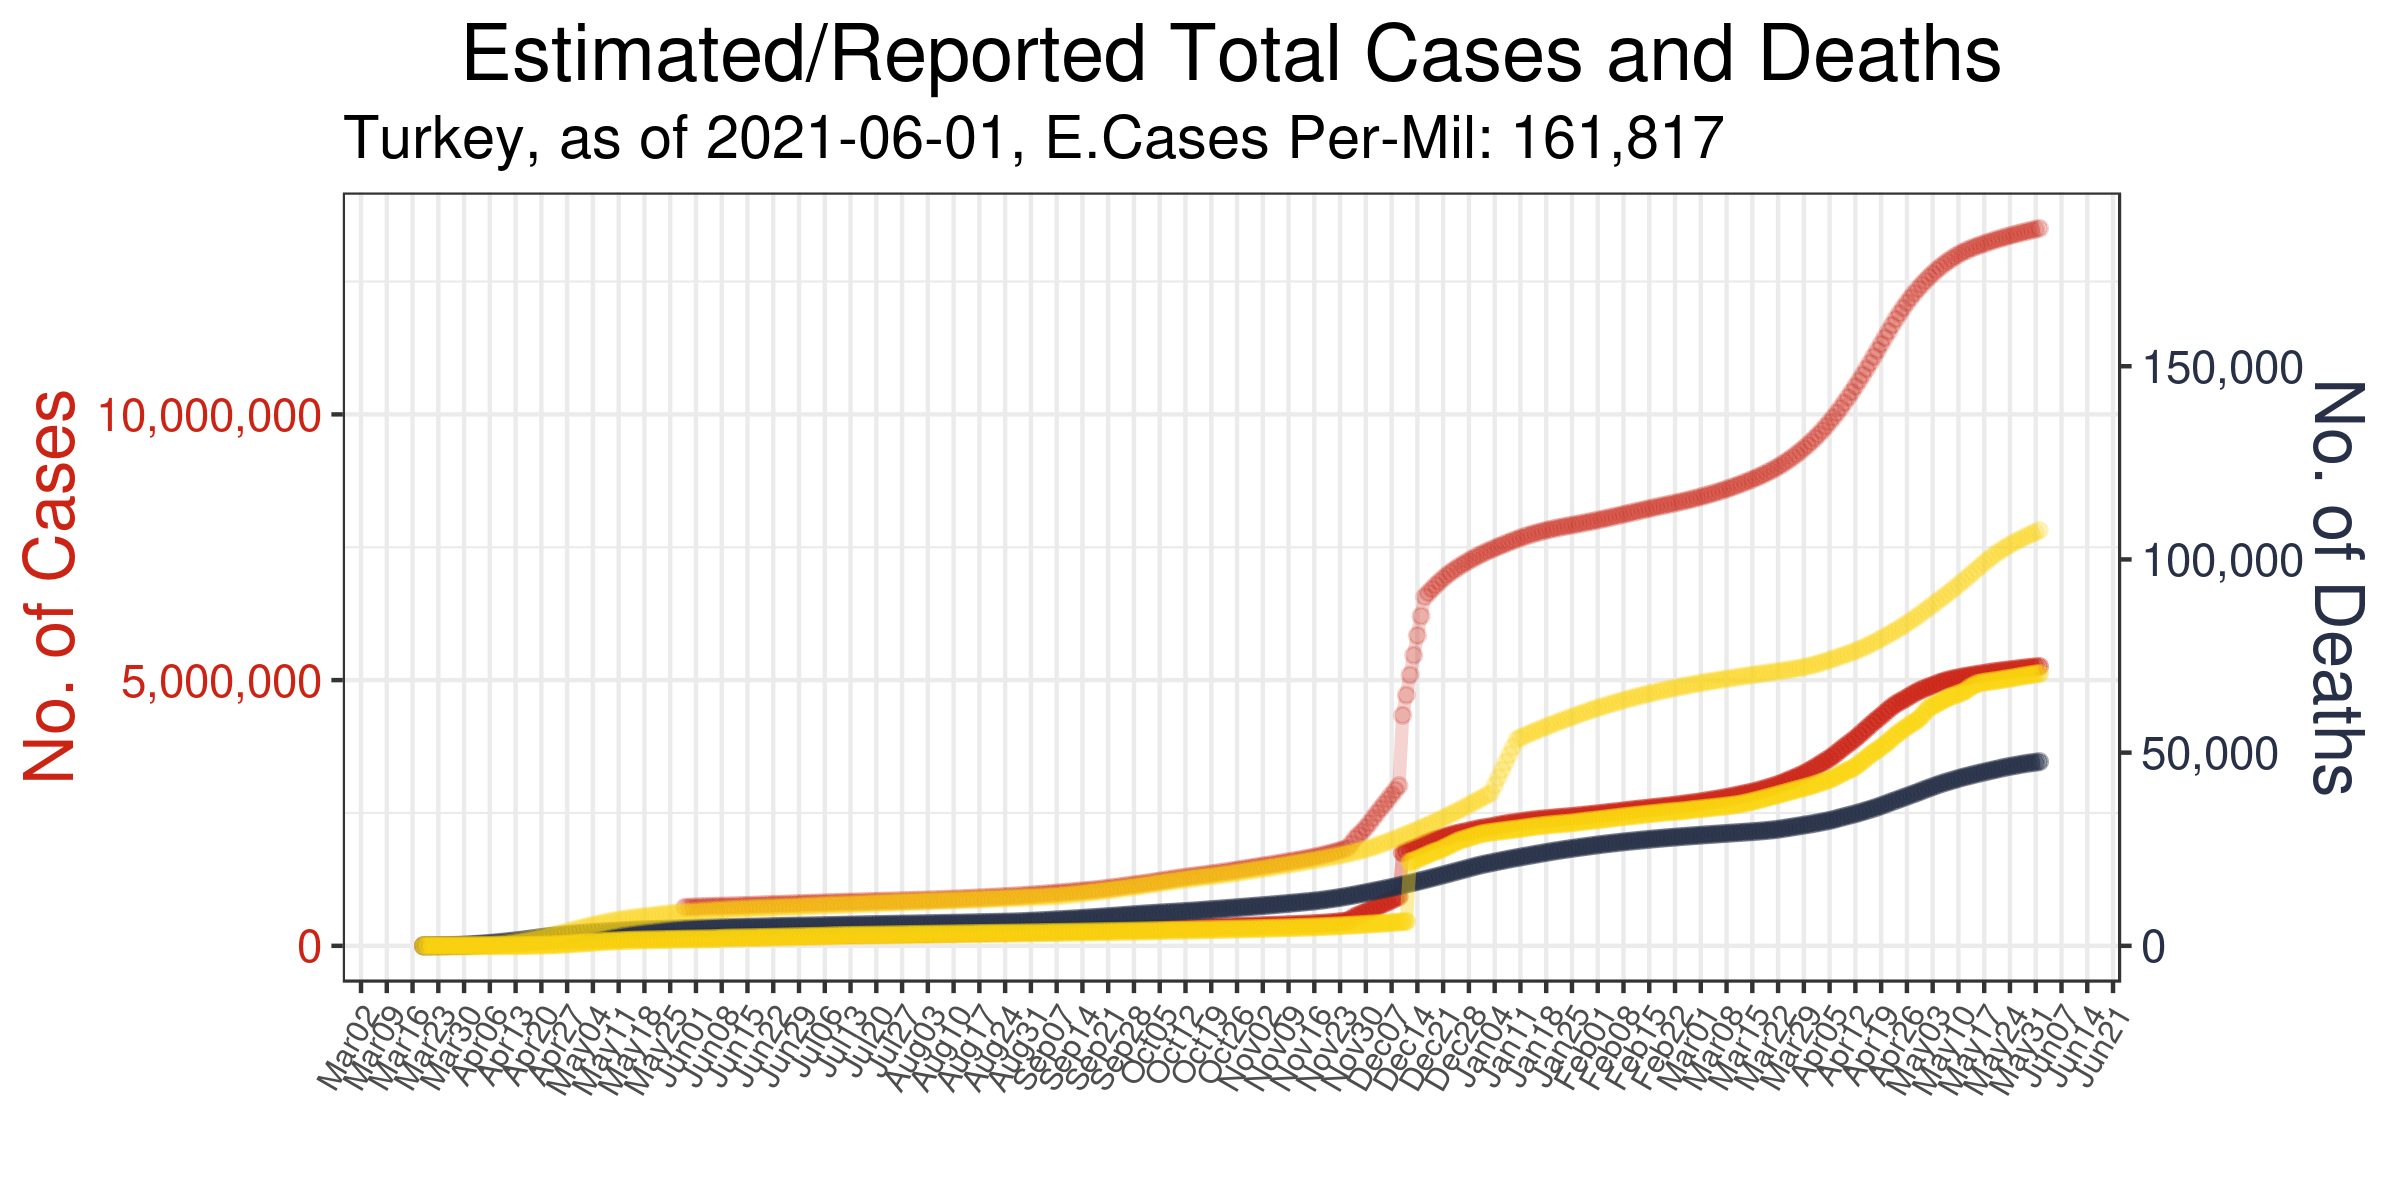 Estimated/Reported Total Cases and Deaths
Turkey, as of 2021-06-01, E.Cases Per-Mil: 161,817
No. of Cases
10,000,000
5,000,000
0
150,000
100,000
50,000
0
No. of Deaths
Mar02
Mar09
Mar16
Mar23
Mar30
Apr06
Apr13
Apr20
Apr27
May04
May11
May18
May25
Jun01
Jun08
Jun15
Jun22
Jun29
Jul06
Jul13
Jul20
Jul27
Aug03
Aug10
Aug17
Aug24
Aug31
Sep07
Sep14
Sep21
Sep28
Oct05
Oct12
Oct19
Oct26
Nov02
Nov09
Nov16
Nov23
Nov30
Dec07
Dec14
Dec21
Dec28
Jan04
Jan11
Jan18
Jan25
Feb01
Feb08
Feb15
Feb22
Mar01
Mar08
Mar15
Mar22
Mar29
Apr05
Apr12
Apr19
Apr26
May03
May10
May17
May24
May31
Jun07
Jun14
Jun21